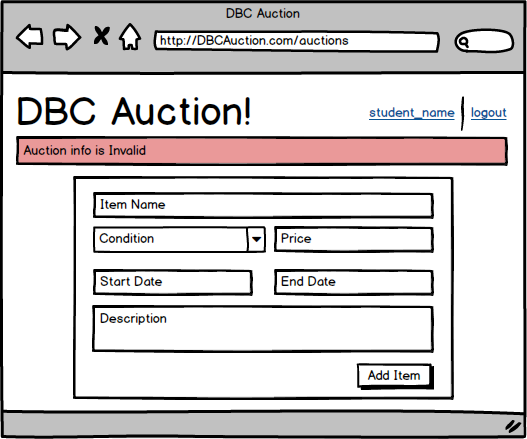 DBC Auction
http://DBCAuction.com/auctions
DBC Auction!
student_name logout
Auction info is Invalid
Item Name
Condition Price
Start Date End Date
Description
Add Item